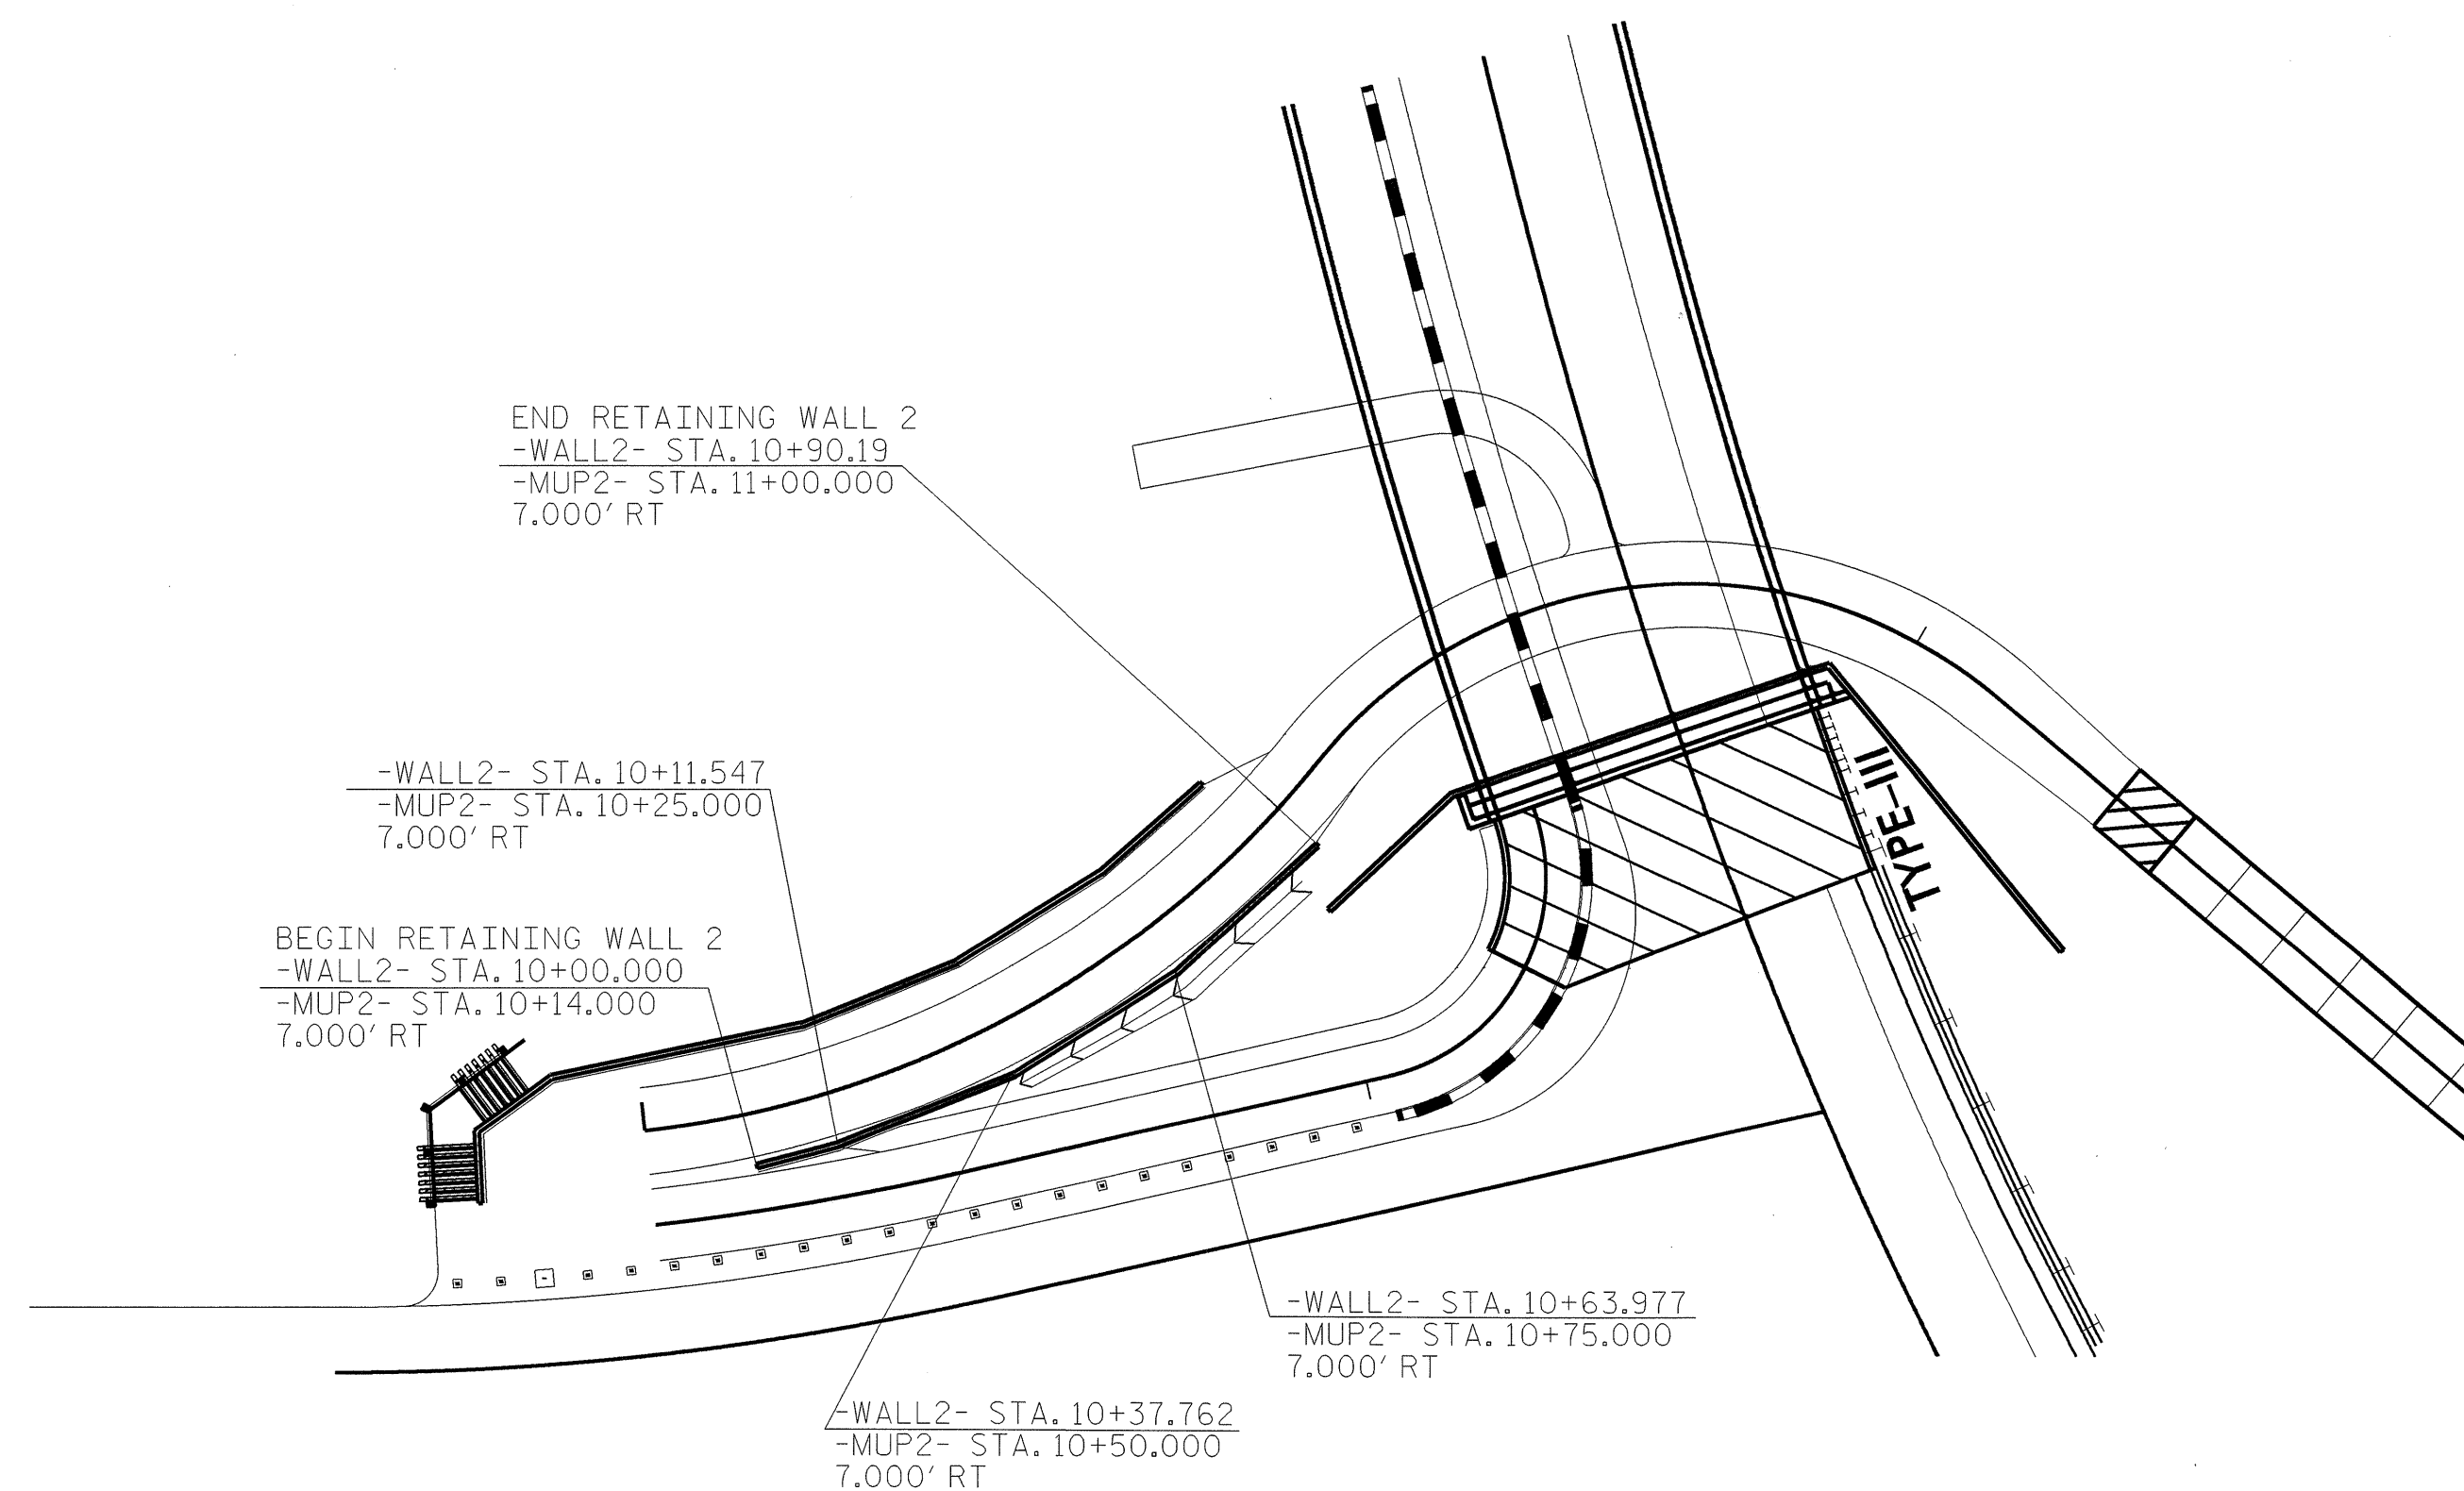 END RETAINING WALL 2
-WALL2- STA. 10+90.19
-MUP2- STA. 11+00.000
7.000' RT
-WALL2- STA. 10+11.547
-MUP2- STA. 10+25.000
7.000' RT
TYPE-III
BEGIN RETAINING WALL 2
-WALL2- STA. 10+00.000
-MUP2- STA. 10+14.000
7.000' RT
-WALL2- STA. 10+63.977
-MUP2- STA. 10+75.000
7.000' RT
-WALL2- STA. 10+37.762
-MUP2- STA. 10+50.000
7.000' RT